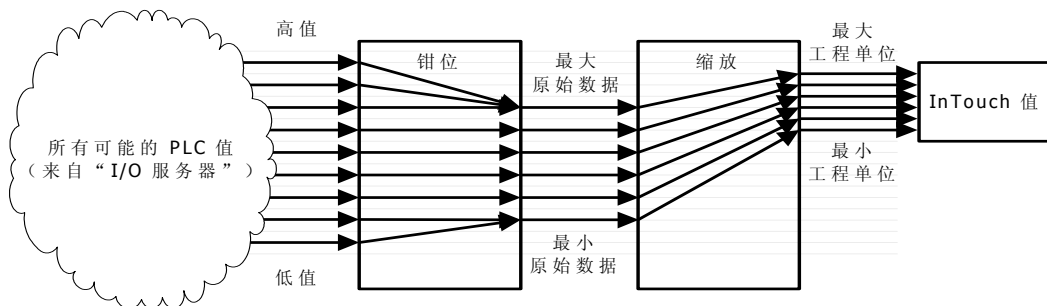 高值
钳位
最大
原始数据
缩放
最大
工程单位
InTouch 值
所有可能的 PLC 值
（来自“I/O 服务器”）
最小
工程单位
最小
原始数据
低值